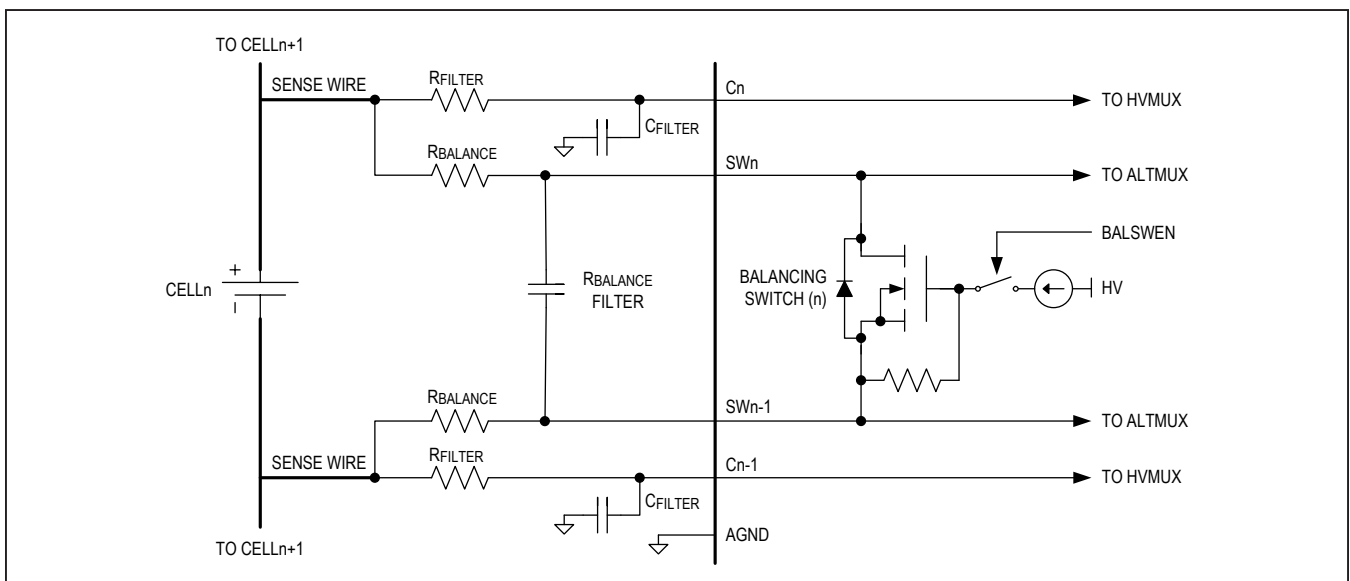 TO CELLn+1
SENSE WIRE
RFILTER
Cn
TO HVMUX
CFILTER
RBALANCE
SWn
TO ALTMUX
BALSWEN
+
CELLn
–
RBALANCE
FILTER
BALANCING
SWITCH (n)
HV
RBALANCE
SWn-1
TO ALTMUX
SENSE WIRE
RFILTER
Cn-1
TO HVMUX
CFILTER
AGND
TO CELLn+1